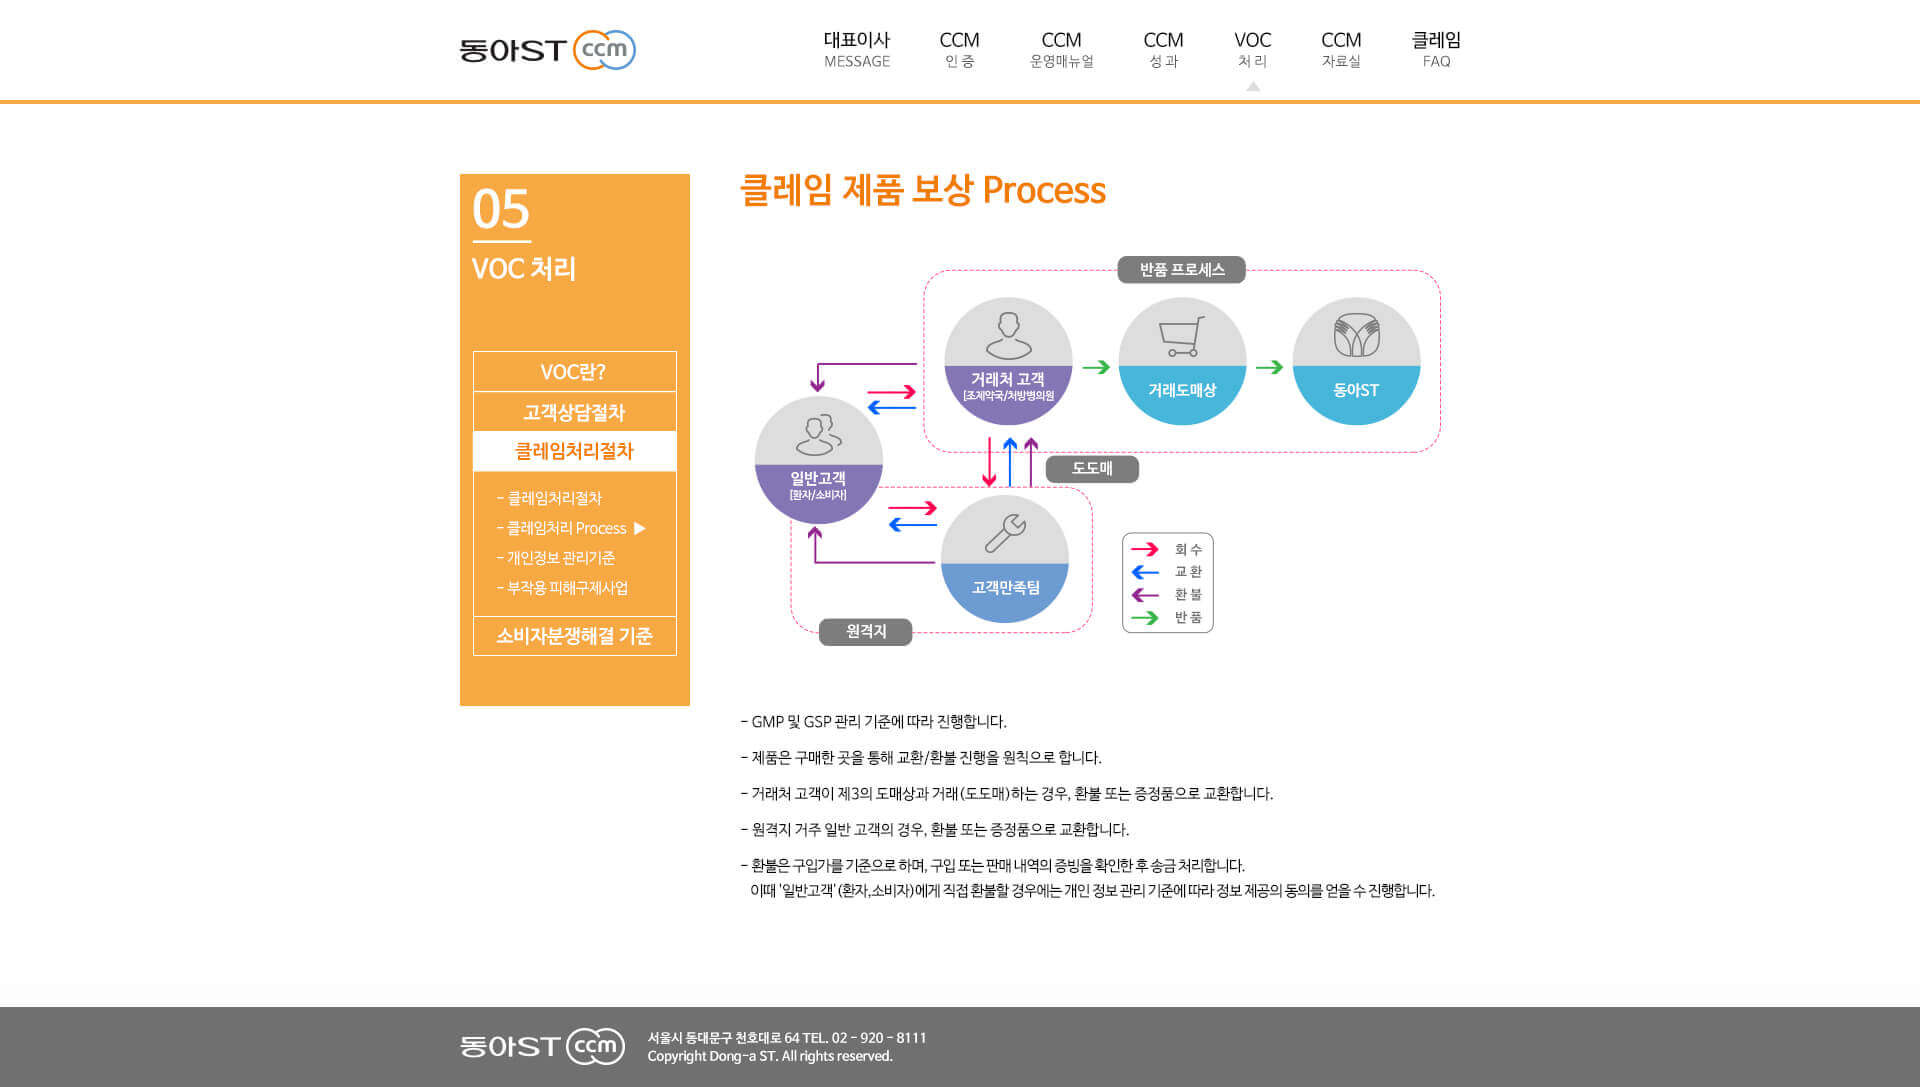 동아ST ccm
대표이사
MESSAGE
CCM
인 증
CCM
운영매뉴얼
CCM
성 과
VOC
처 리
CCM
자료실
클레임
FAQ
05
VOC 처리
VOC란?
고객상담절차
클레임처리절차
- 클레임처리절차
- 클레임처리 Process ▶
- 개인정보 관리기준
- 부작용 피해구제사업
소비자분쟁해결 기준
클레임 제품 보상 Process
반품 프로세스
거래처 고객
[조제약국/처방병의원
거래도매상
동아ST
일반고객
[환자/소비자]
도도매
고객만족팀
원격지
회 수
교 환
환 불
반 품
- GMP 및 GSP 관리 기준에 따라 진행합니다.
- 제품은 구매한 곳을 통해 교환/환불 진행을 원칙으로 합니다.
- 거래처 고객이 제3의 도매상과 거래(도도매)하는 경우, 환불 또는 증정품으로 교환합니다.
- 원격지 거주 일반 고객의 경우, 환불 또는 증정품으로 교환합니다.
- 환불은 구입가를 기준으로 하며, 구입 또는 판매 내역의 증빙을 확인한 후 송금 처리합니다.
이때 '일반고객'(환자,소비자)에게 직접 환불할 경우에는 개인 정보 관리 기준에 따라 정보 제공의 동의를 얻을 수 진행합니다.
동아ST ccm
서울시 동대문구 천호대로 64 TEL. 02 - 920 - 8111
Copyright Dong-a ST. All rights reserved.